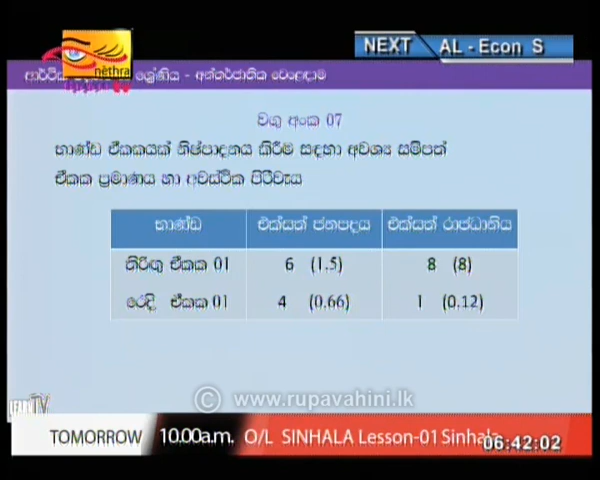 nethra
NEXT AL - Econ S
ශ්‍රේණිය - අන්තර්ජාතික වෙළෙඳාම
වගු අංක 07
භාණ්ඩ ඒකකයක් නිෂ්පාදනය කිරීම සඳහා අවශ්‍ය සම්පත්
ඒකක ප්‍රමාණය හා අවස්ථික පිරිවැය
භාණ්ඩ එක්සත් ජනපදය එක්සත් රාජධානිය
තිරිඟු ඒකක 01 6 (1.5) 8 (8)
රෙදි ඒකක 01 4 (0.66) 1 (0.12)
© www.rupavahini.lk
LEARN TV
TOMORROW 10.00a.m. O/L SINHALA Lesson-01 Sinhala
06:42:02